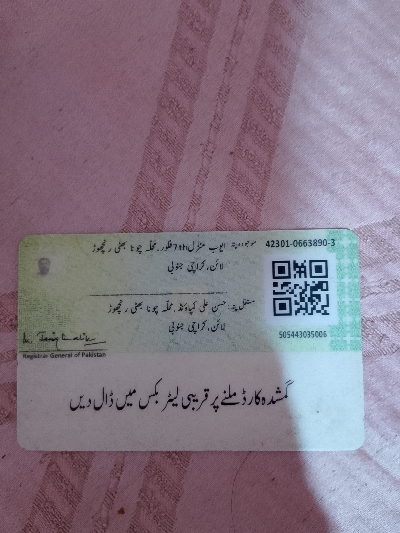 موجودہ پتہ: ایوب منزل 7th فلور، محلہ چونا بھٹی رنچھوڑ 42301-0663890-3
لائن، کراچی جنوبی
مستقل پتہ: حسن علی کمپاؤنڈ، محلہ چونا بھٹی رنچھوڑ
لائن، کراچی جنوبی
505443035006
Registrar General of Pakistan
گمشدہ کارڈ ملنے پر قریبی لیٹر بکس میں ڈال دیں